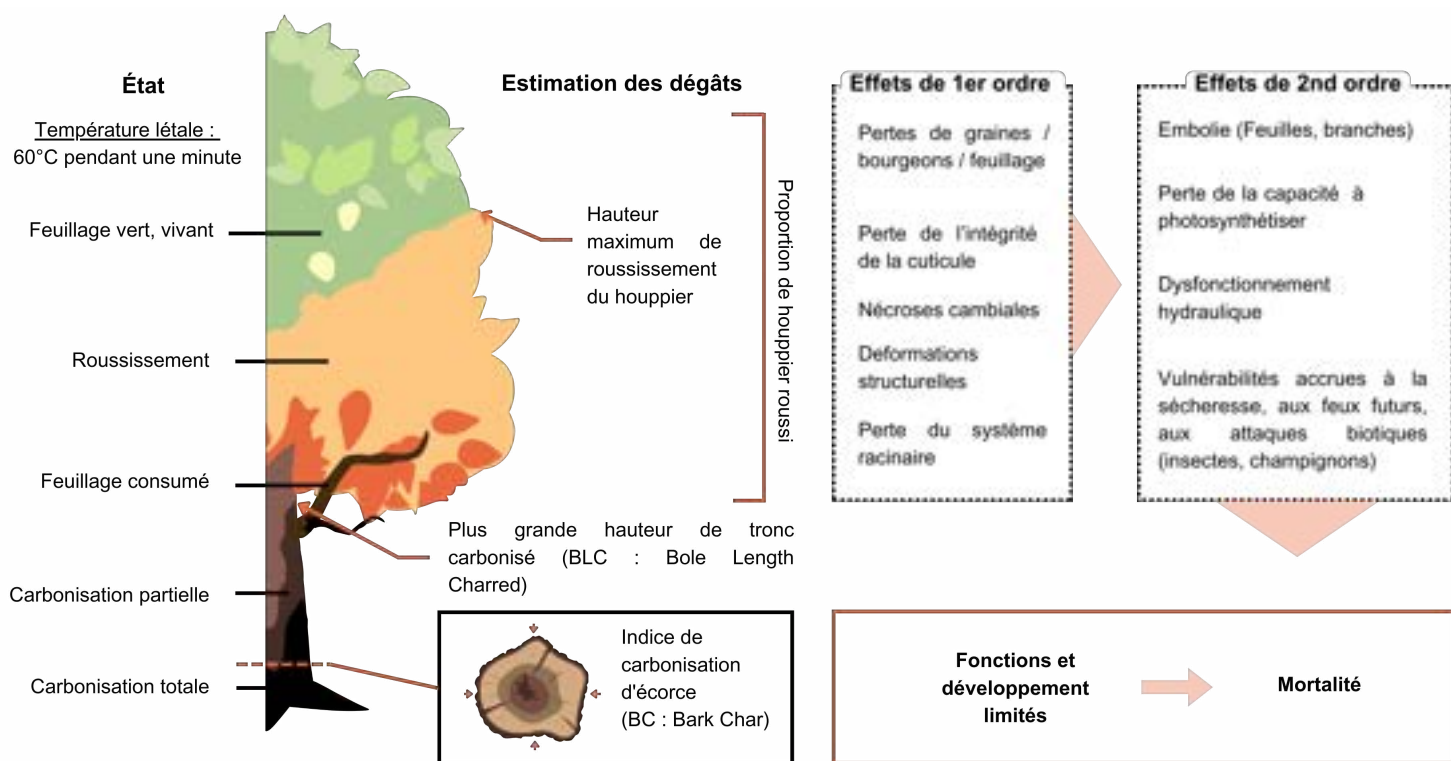 État
Température létale :
60°C pendant une minute
Feuillage vert, vivant
Roussissement
Feuillage consumé
Carbonisation partielle
Carbonisation totale
Estimation des dégâts
Hauteur
maximum de
roussissement
du houppier
Proportion de houppier roussi
Plus grande hauteur de tronc
carbonisé (BLC : Bole Length
Charred)
Indice de
carbonisation
d'écorce
(BC : Bark Char)
Effets de 1er ordre
Pertes de graines /
bourgeons / feuillage
Perte de l'intégrité
de la cuticule
Nécroses cambiales
Deformations
structurelles
Perte du système
racinaire
Effets de 2nd ordre
Embolie (Feuilles, branches)
Perte de la capacité à
photosynthétiser
Dysfonctionnement
hydraulique
Vulnérabilités accrues à la
sécheresse, aux feux futurs,
aux attaques biotiques
(insectes, champignons)
Fonctions et
développement
limités
Mortalité